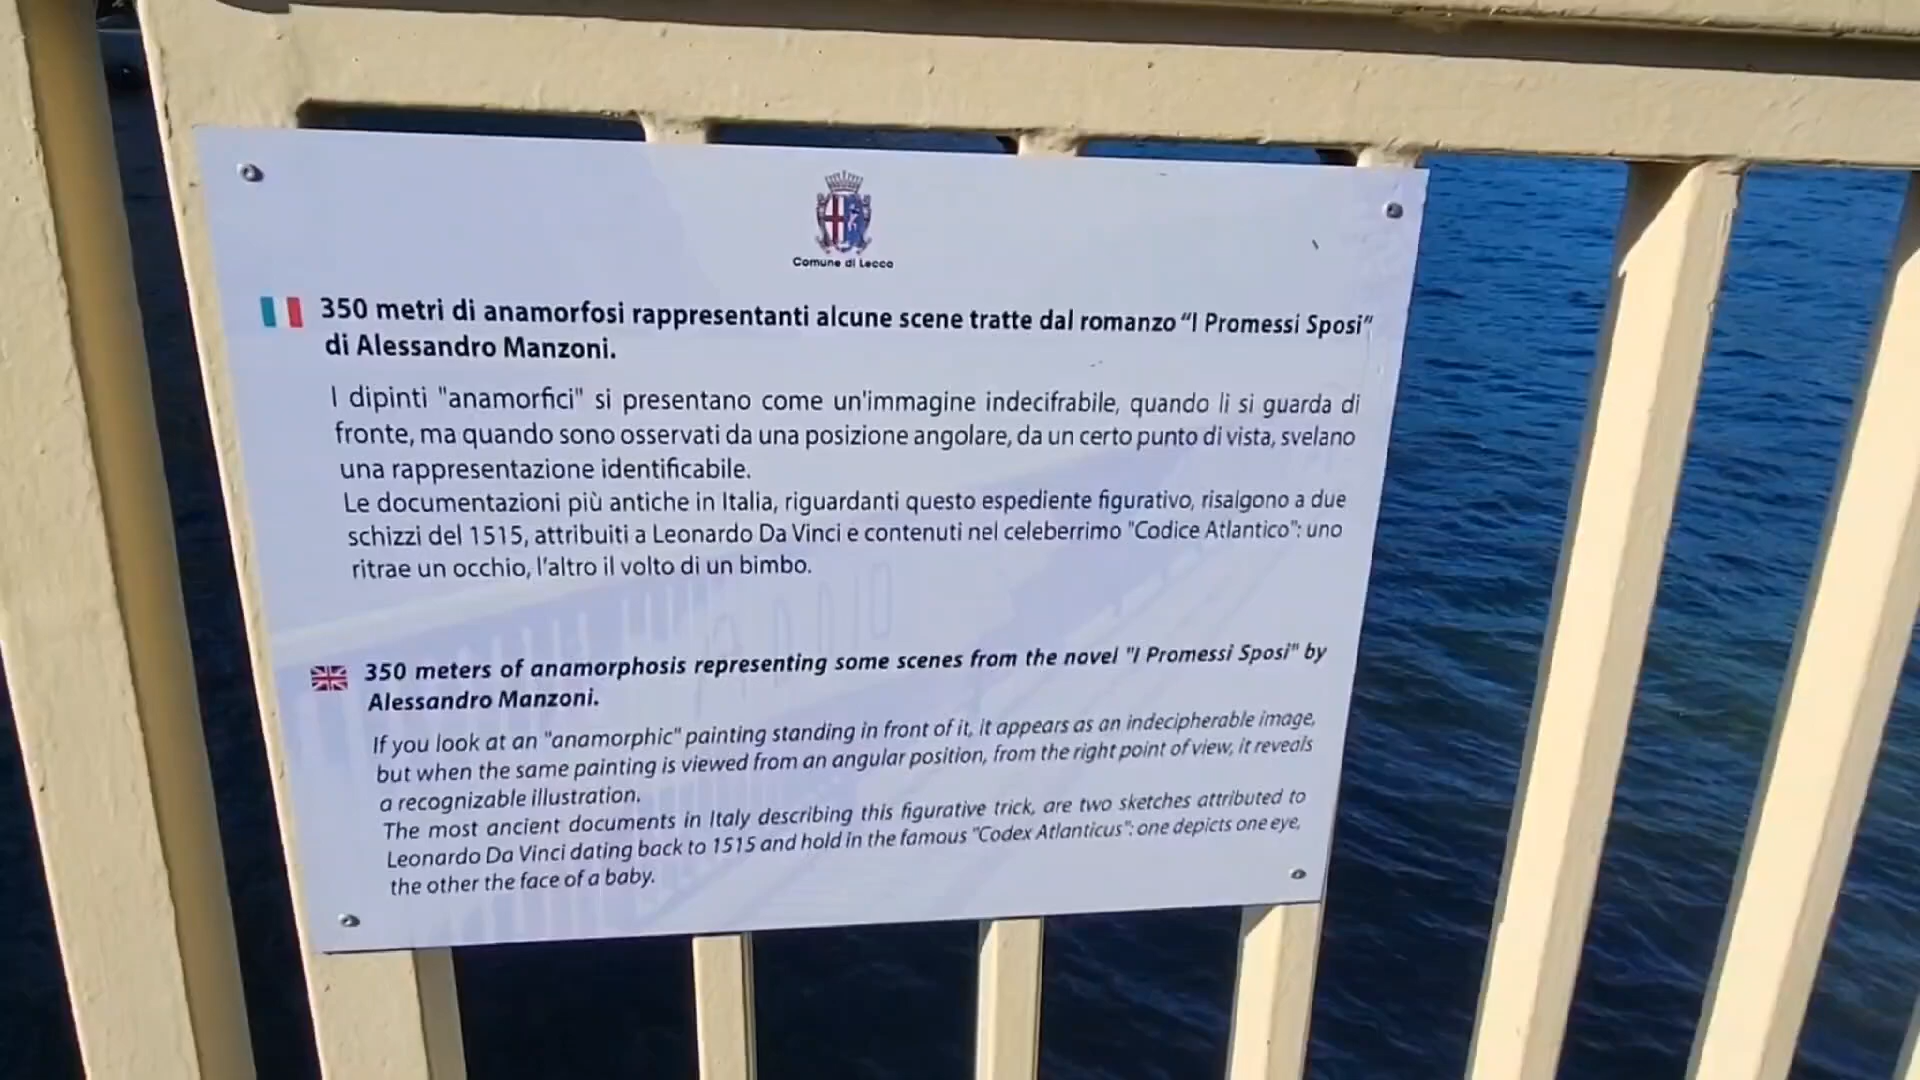 Comune di Lecco
350 metri di anamorfosi rappresentanti alcune scene tratte dal romanzo “I Promessi Sposi”
di Alessandro Manzoni.
I dipinti "anamorfici" si presentano come un'immagine indecifrabile, quando li si guarda di
fronte, ma quando sono osservati da una posizione angolare, da un certo punto di vista, svelano
una rappresentazione identificabile.
Le documentazioni più antiche in Italia, riguardanti questo espediente figurativo, risalgono a due
schizzi del 1515, attribuiti a Leonardo Da Vinci e contenuti nel celeberrimo "Codice Atlantico": uno
ritrae un occhio, l'altro il volto di un bimbo.
350 meters of anamorphosis representing some scenes from the novel "I Promessi Sposi" by
Alessandro Manzoni.
If you look at an "anamorphic" painting standing in front of it, it appears as an indecipherable image,
but when the same painting is viewed from an angular position, from the right point of view, it reveals
a recognizable illustration.
The most ancient documents in Italy describing this figurative trick, are two sketches attributed to
Leonardo Da Vinci dating back to 1515 and hold in the famous "Codex Atlanticus": one depicts one eye,
the other the face of a baby.